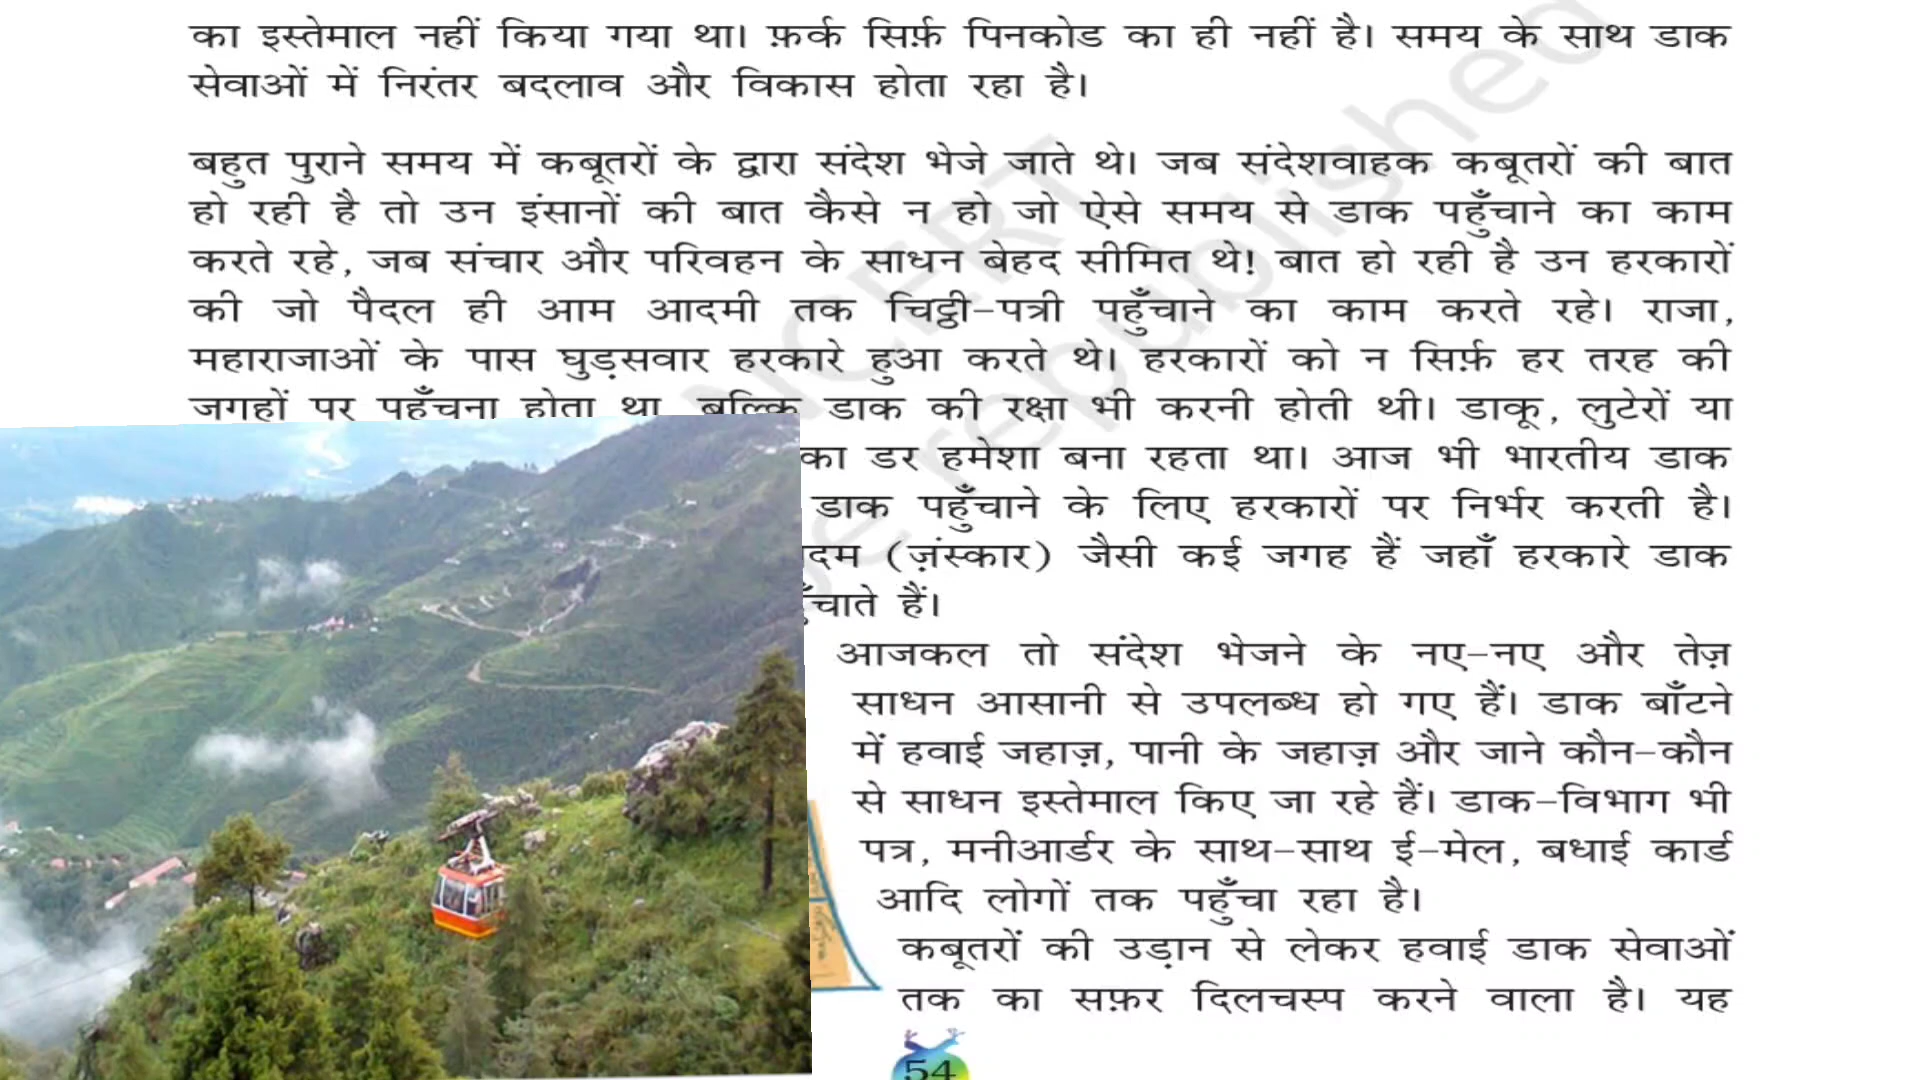 का इस्तेमाल नहीं किया गया था। फ़र्क सिर्फ़ पिनकोड का ही नहीं है। समय के साथ डाक
सेवाओं में निरंतर बदलाव और विकास होता रहा है।
बहुत पुराने समय में कबूतरों के द्वारा संदेश भेजे जाते थे। जब संदेशवाहक कबूतरों की बात
हो रही है तो उन इंसानों की बात कैसे न हो जो ऐसे समय से डाक पहुँचाने का काम
करते रहे, जब संचार और परिवहन के साधन बेहद सीमित थे! बात हो रही है उन हरकारों
की जो पैदल ही आम आदमी तक चिट्ठी-पत्री पहुँचाने का काम करते रहे। राजा,
महाराजाओं के पास घुड़सवार हरकारे हुआ करते थे। हरकारों को न सिर्फ़ हर तरह की
जगहों पर पहुँचना होता था बल्कि डाक की रक्षा भी करनी होती थी। डाकू, लुटेरों या
का डर हमेशा बना रहता था। आज भी भारतीय डाक
डाक पहुँचाने के लिए हरकारों पर निर्भर करती है।
दम (ज़ंस्कार) जैसी कई जगह हैं जहाँ हरकारे डाक
चाते हैं।
आजकल तो संदेश भेजने के नए-नए और तेज़
साधन आसानी से उपलब्ध हो गए हैं। डाक बाँटने
में हवाई जहाज़, पानी के जहाज़ और जाने कौन-कौन
से साधन इस्तेमाल किए जा रहे हैं। डाक-विभाग भी
पत्र, मनीआर्डर के साथ-साथ ई-मेल, बधाई कार्ड
आदि लोगों तक पहुँचा रहा है।
कबूतरों की उड़ान से लेकर हवाई डाक सेवाओं
तक का सफ़र दिलचस्प करने वाला है। यह
54
NCERT
be republished